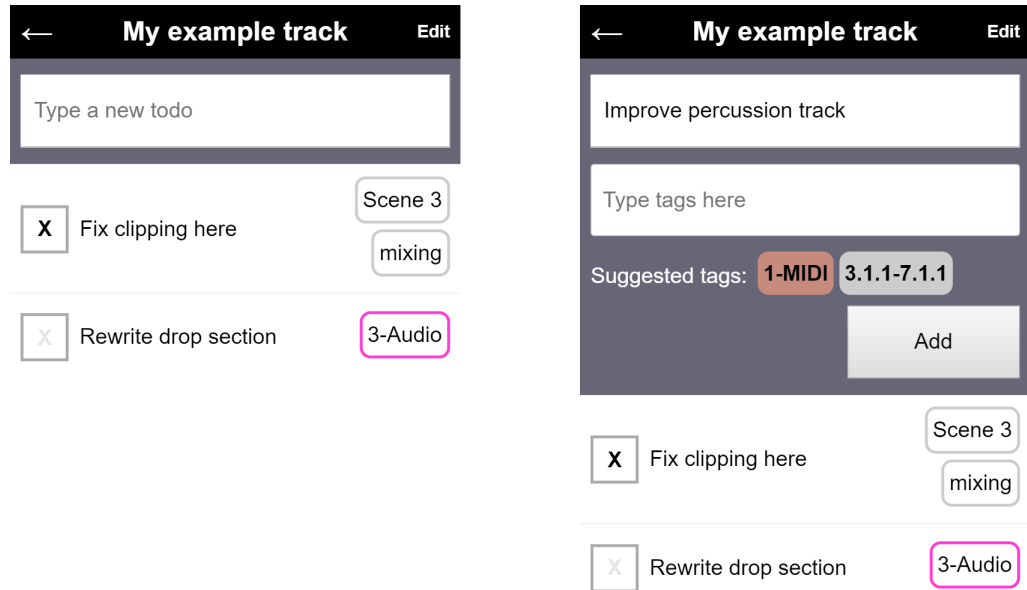 ← My example track Edit
Type a new todo
X Fix clipping here Scene 3
mixing
X Rewrite drop section 3-Audio
← My example track Edit
Improve percussion track
Type tags here
Suggested tags: 1-MIDI 3.1.1-7.1.1
Add
X Fix clipping here Scene 3
mixing
X Rewrite drop section 3-Audio